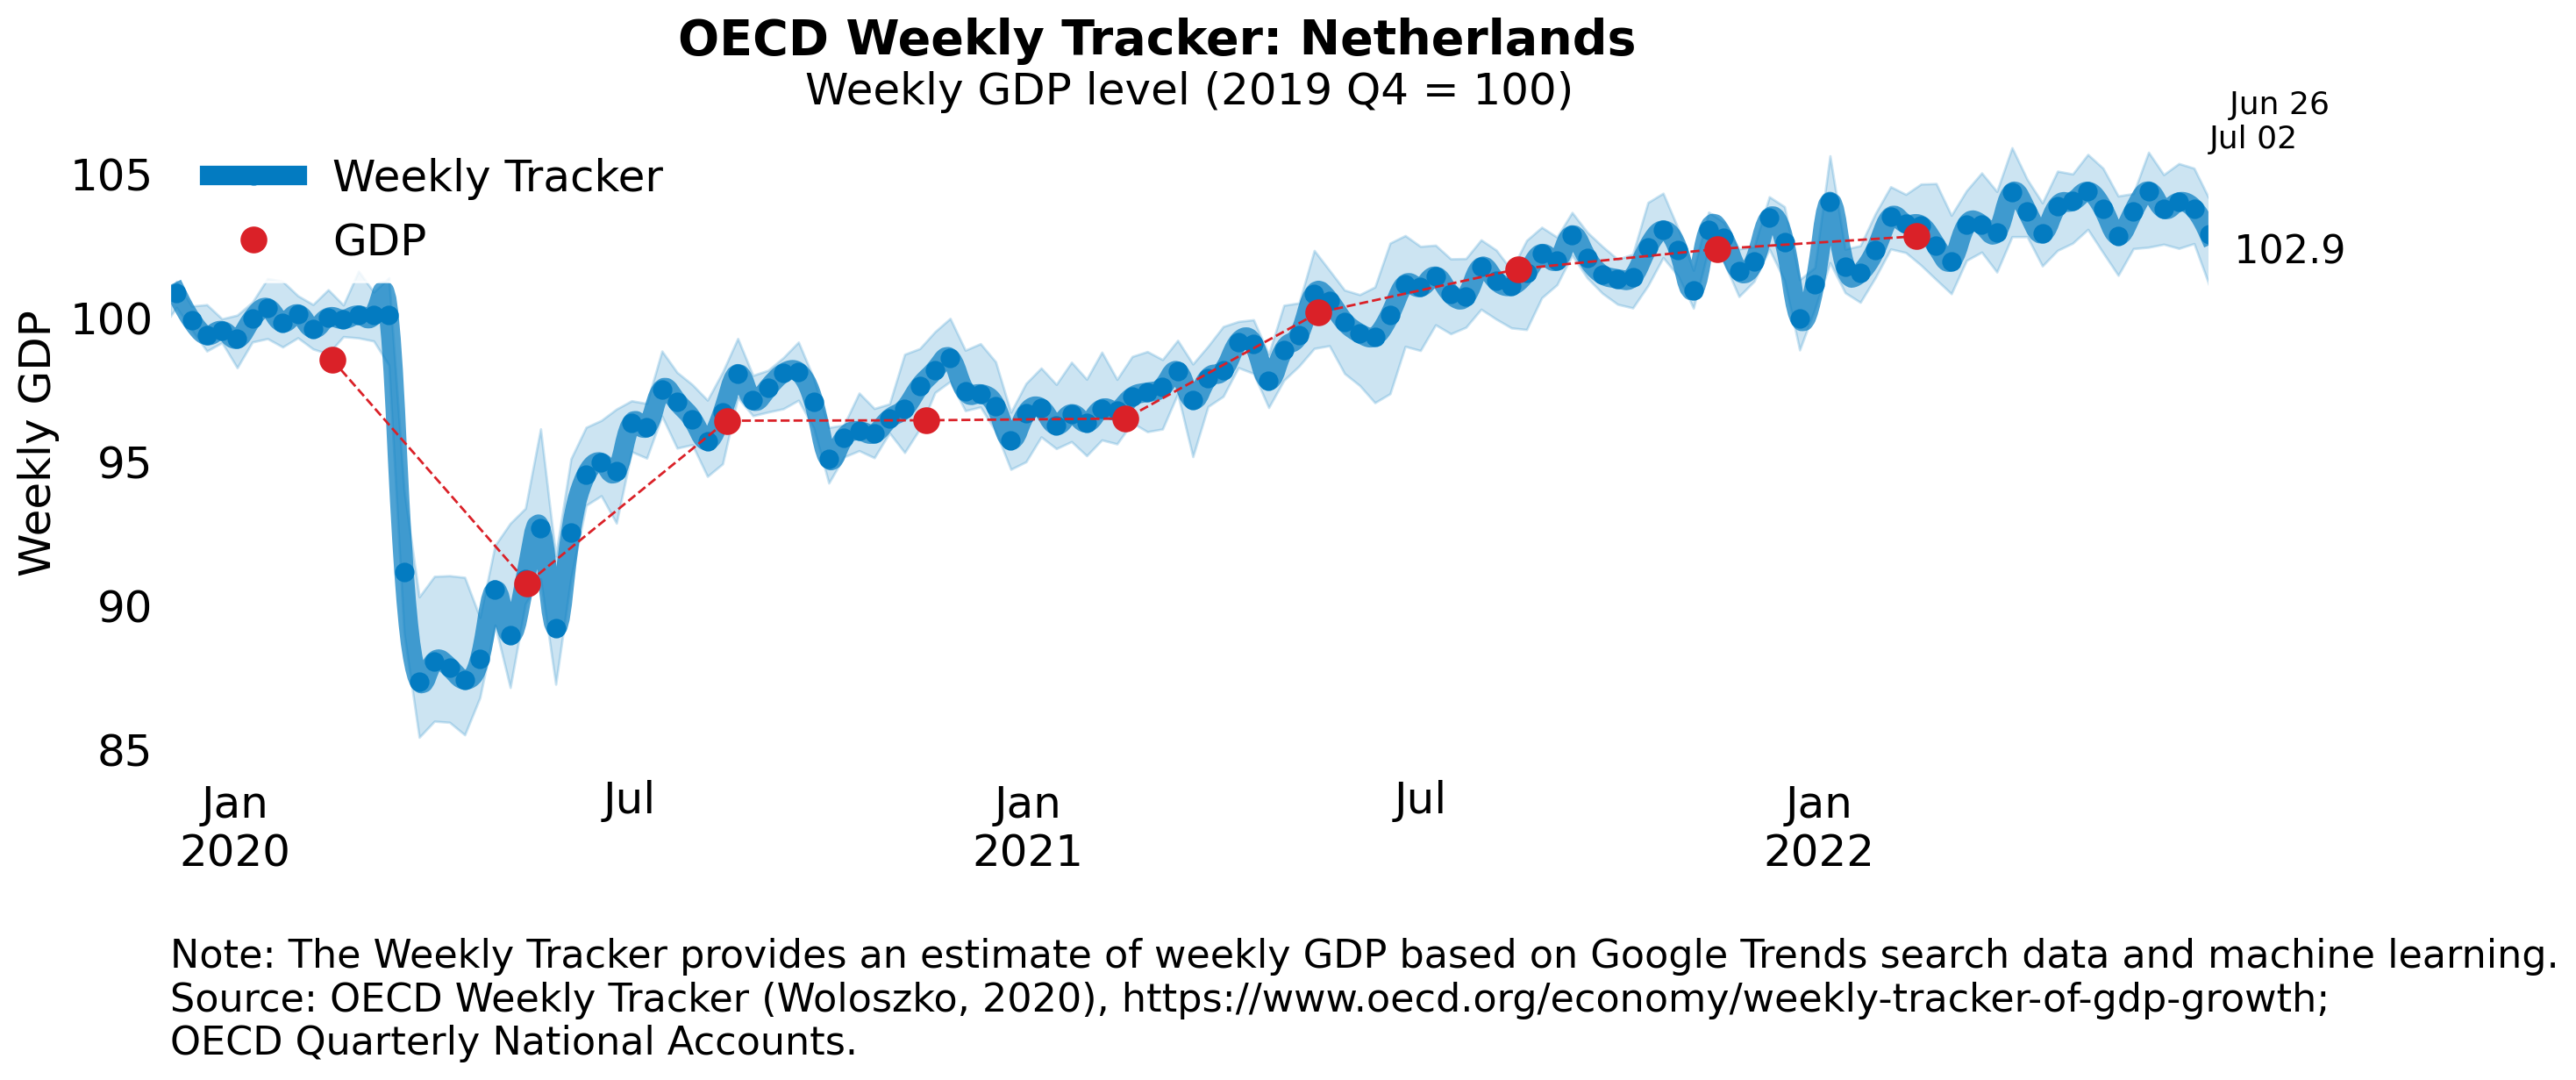 OECD Weekly Tracker: Netherlands
Weekly GDP level (2019 Q4 = 100)
Jun 26
Jul 02
Weekly Tracker
GDP
102.9
Weekly GDP
105
100
95
90
85
Jan
2020
Jul
Jan
2021
Jul
Jan
2022
Note: The Weekly Tracker provides an estimate of weekly GDP based on Google Trends search data and machine learning.
Source: OECD Weekly Tracker (Woloszko, 2020), https://www.oecd.org/economy/weekly-tracker-of-gdp-growth;
OECD Quarterly National Accounts.